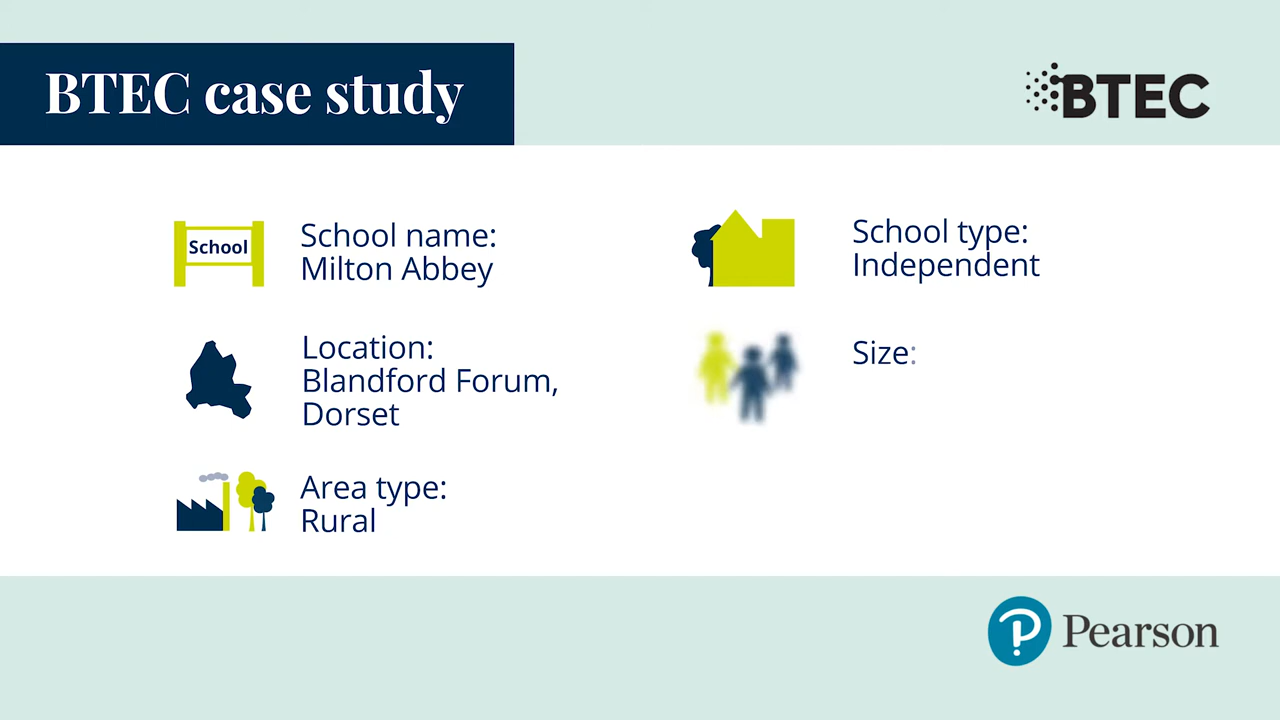 BTEC case study
BTEC
School
School name:
Milton Abbey
Location:
Blandford Forum,
Dorset
Area type:
Rural
School type:
Independent
Size:
Pearson